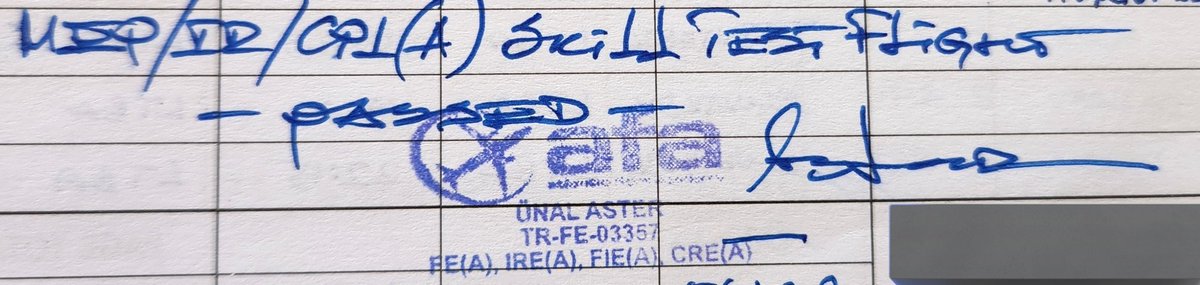 MEP/IR/CPL(A) Skill TEST Flight
- PASSED -
afa
ÜNAL ASTER
TR-FE-03357
FE(A), IRE(A), FIE(A), CRE(A)